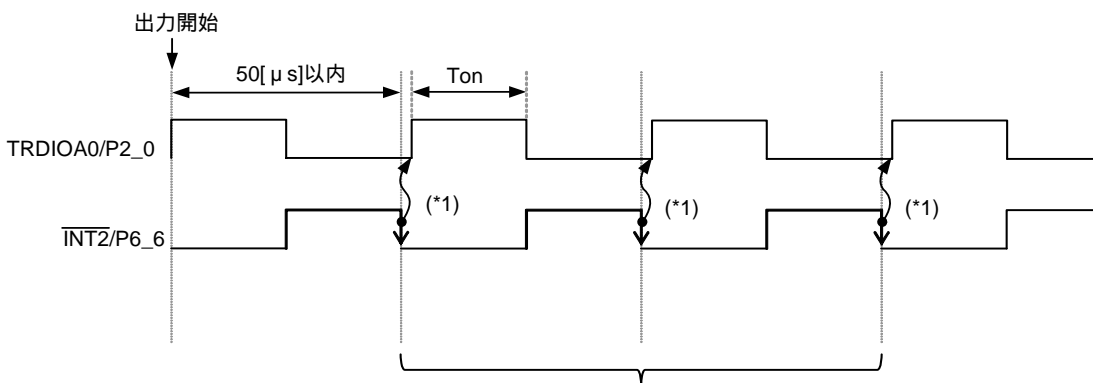 出力開始
50[μs]以内
Ton
TRDIOA0/P2_0
(*1)
(*1)
(*1)
INT2/P6_6